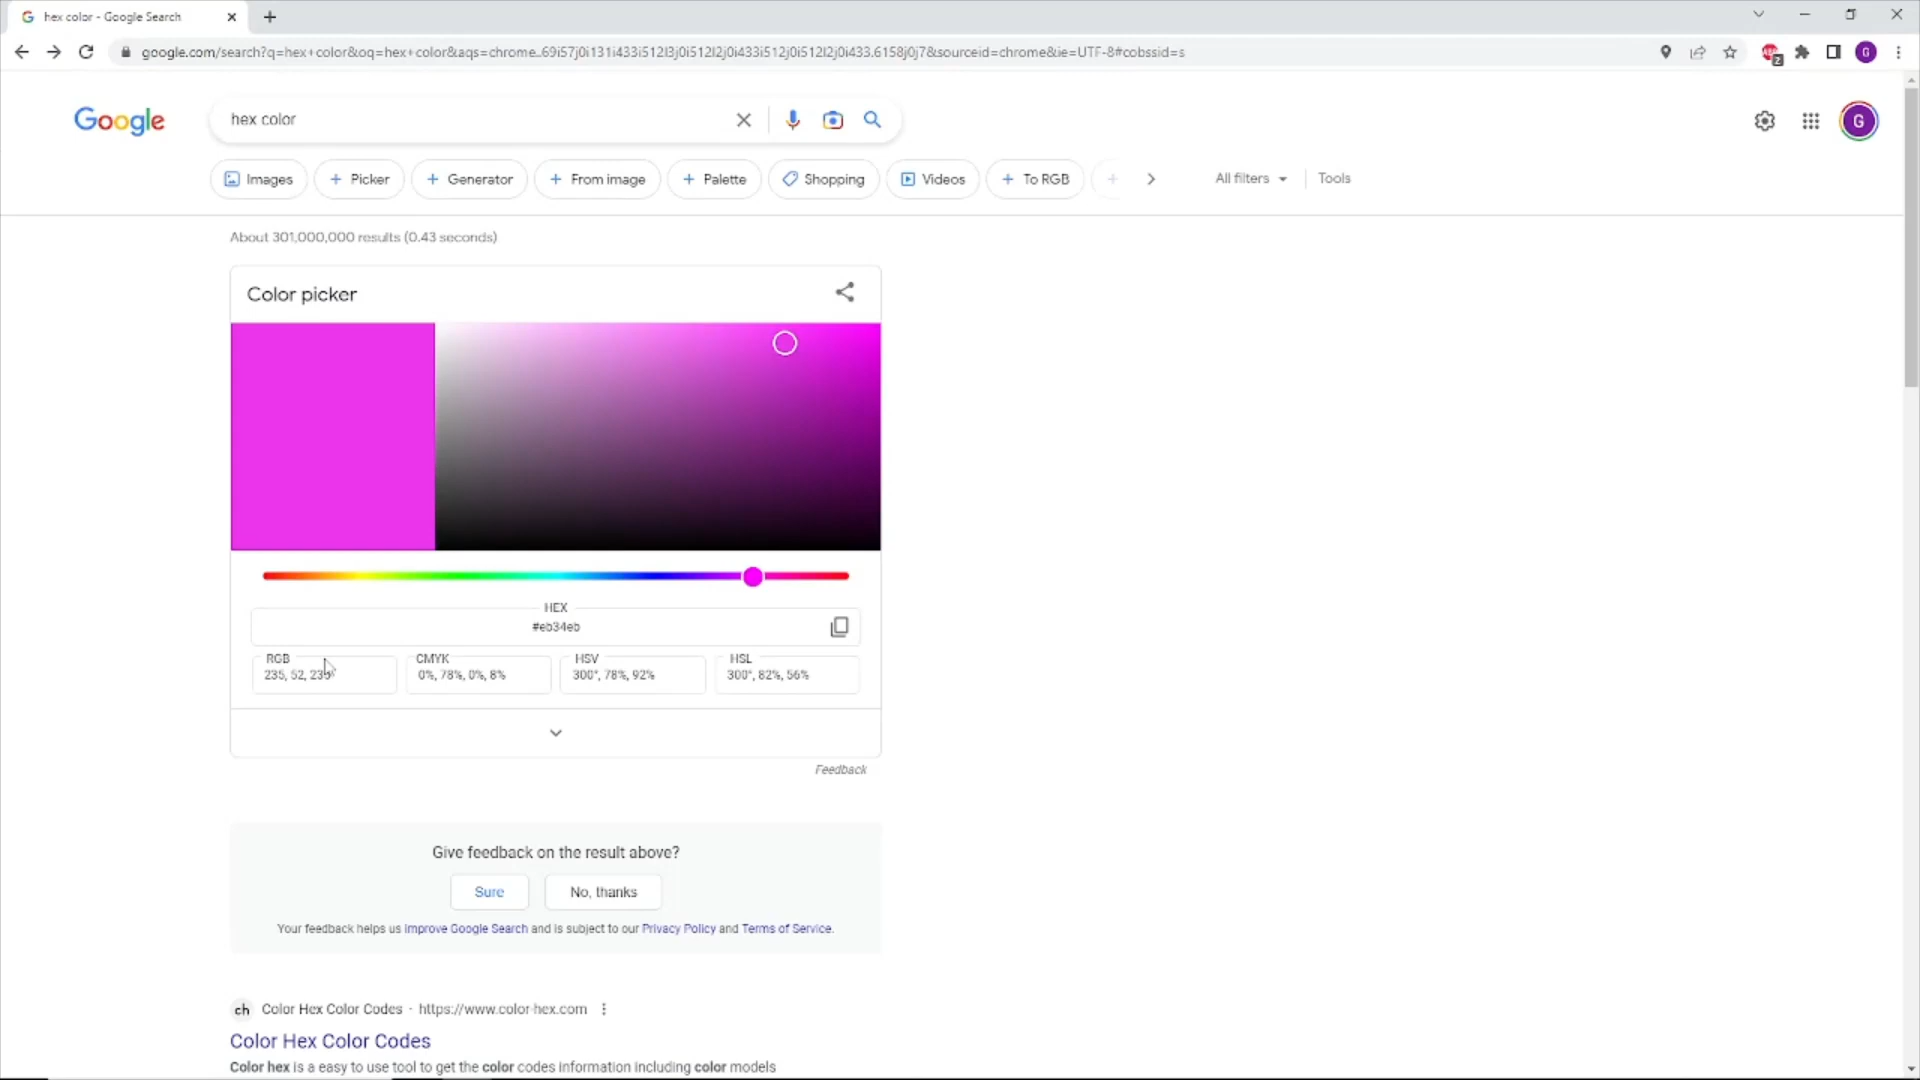 hex color - Google Search
google.com/search?q=hex+color&oq=hex+color&aqs=chrome..69i57j0i131i433i512l3j0i512l2j0i433i512j0i512l2j0i433.6158j0j7&sourceid=chrome&ie=UTF-8#cobssid=s
2
G
Google
hex color
G
Images
Picker
Generator
From image
Palette
Shopping
Videos
To RGB
All filters
Tools
About 301,000,000 results (0.43 seconds)
Color picker
HEX
#eb34eb
RGB
235, 52, 235
CMYK
0%, 78%, 0%, 8%
HSV
300°, 78%, 92%
HSL
300°, 82%, 56%
Feedback
Give feedback on the result above?
Sure
No, thanks
Your feedback helps us improve Google Search and is subject to our Privacy Policy and Terms of Service.
ch Color Hex Color Codes · https://www.color-hex.com
Color Hex Color Codes
Color hex is a easy to use tool to get the color codes information including color models